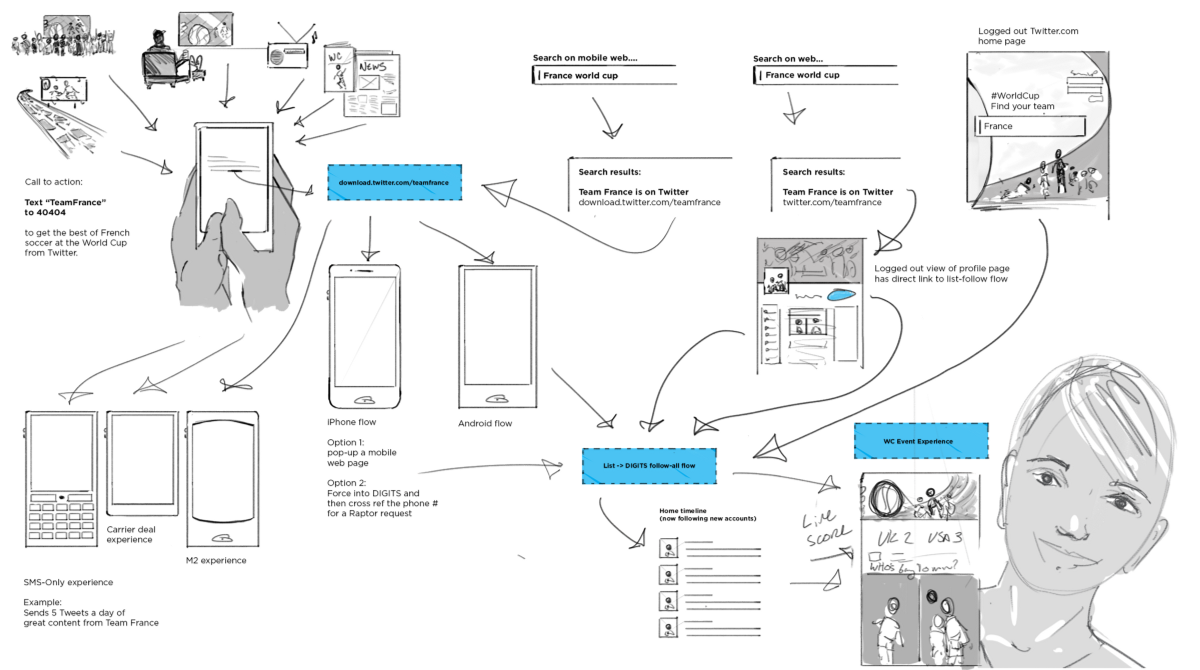 WC
NEWS
Call to action:
Text “TeamFrance”
to 40404
to get the best of French
soccer at the World Cup
from Twitter.
download.twitter.com/teamfrance
Search on mobile web....
France world cup
Search on web...
France world cup
Logged out Twitter.com
home page
#WorldCup
Find your team
France
Search results:
Team France is on Twitter
download.twitter.com/teamfrance
Search results:
Team France is on Twitter
twitter.com/teamfrance
Logged out view of profile page
has direct link to list-follow flow
iPhone flow
Option 1:
pop-up a mobile
web page
Option 2:
Force into DIGITS and
then cross ref the phone #
for a Raptor request
Android flow
Carrier deal
experience
M2 experience
SMS-Only experience
Example:
Sends 5 Tweets a day of
great content from Team France
List -> DIGITS follow-all flow
Home timeline
(now following new accounts)
WC Event Experience
Live
Score
UK 2 USA 3
Who's going to win?